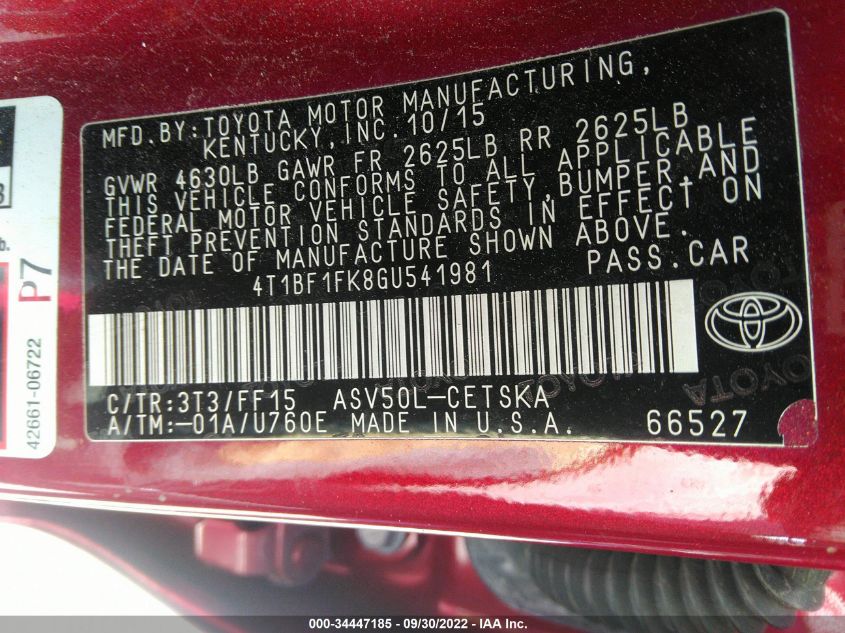 MFD.BY:TOYOTA MOTOR MANUFACTURING,
KENTUCKY,INC.10/15
GVWR 4630LB GAWR FR 2625LB RR 2625LB
THIS VEHICLE CONFORMS TO ALL APPLICABLE
FEDERAL MOTOR VEHICLE SAFETY,BUMPER,AND
THEFT PREVENTION STANDARDS IN EFFECT ON
THE DATE OF MANUFACTURE SHOWN ABOVE.
4T1BF1FK8GU541981 PASS.CAR
C/TR:3T3/FF15 ASV50L-CETSKA
A/TM:-01A/U760E MADE IN U.S.A. 66527
P7
42661-06722
000-34447185 - 09/30/2022 - IAA Inc.